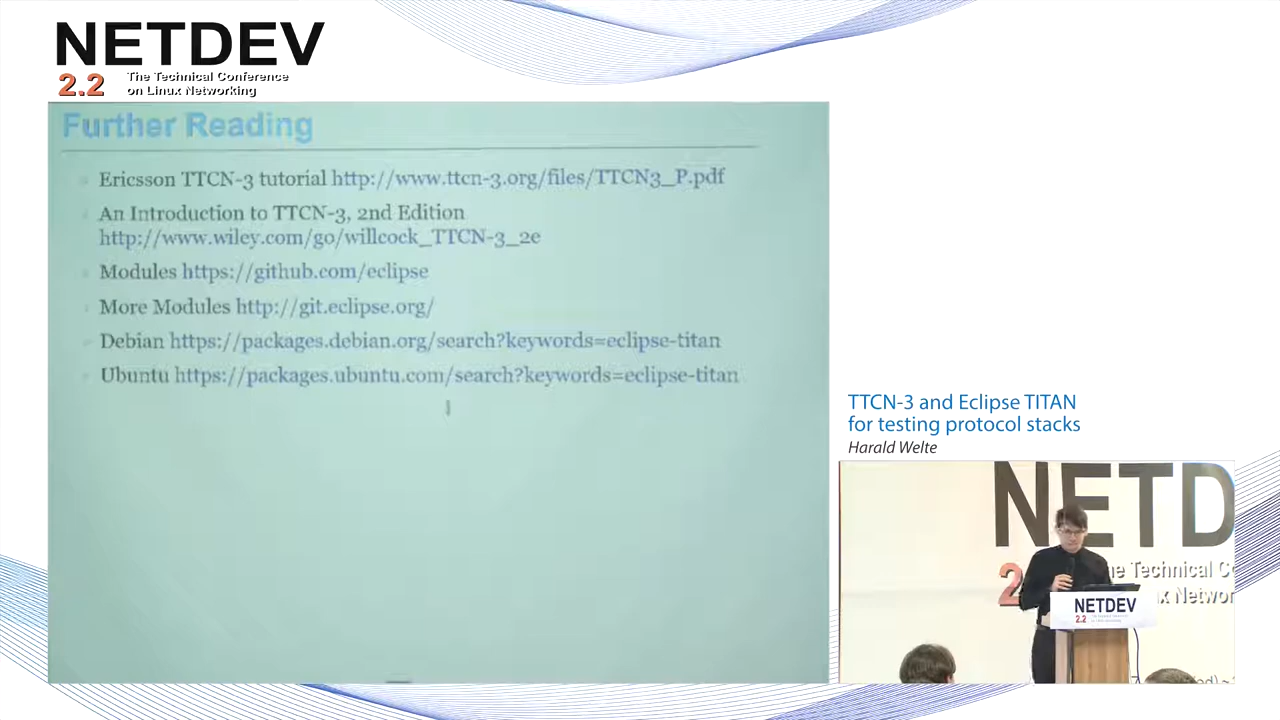 NETDEV
2.2 The Technical Conference
on Linux Networking
Further Reading
Ericsson TTCN-3 tutorial http://www.ttcn-3.org/files/TTCN3_P.pdf
An Introduction to TTCN-3, 2nd Edition
http://www.wiley.com/go/willcock_TTCN-3_2e
Modules https://github.com/eclipse
More Modules http://git.eclipse.org/
Debian https://packages.debian.org/search?keywords=eclipse-titan
Ubuntu https://packages.ubuntu.com/search?keywords=eclipse-titan
TTCN-3 and Eclipse TITAN
for testing protocol stacks
Harald Welte
NETD
2 he Technical C
x Networ
NETDEV
2.2